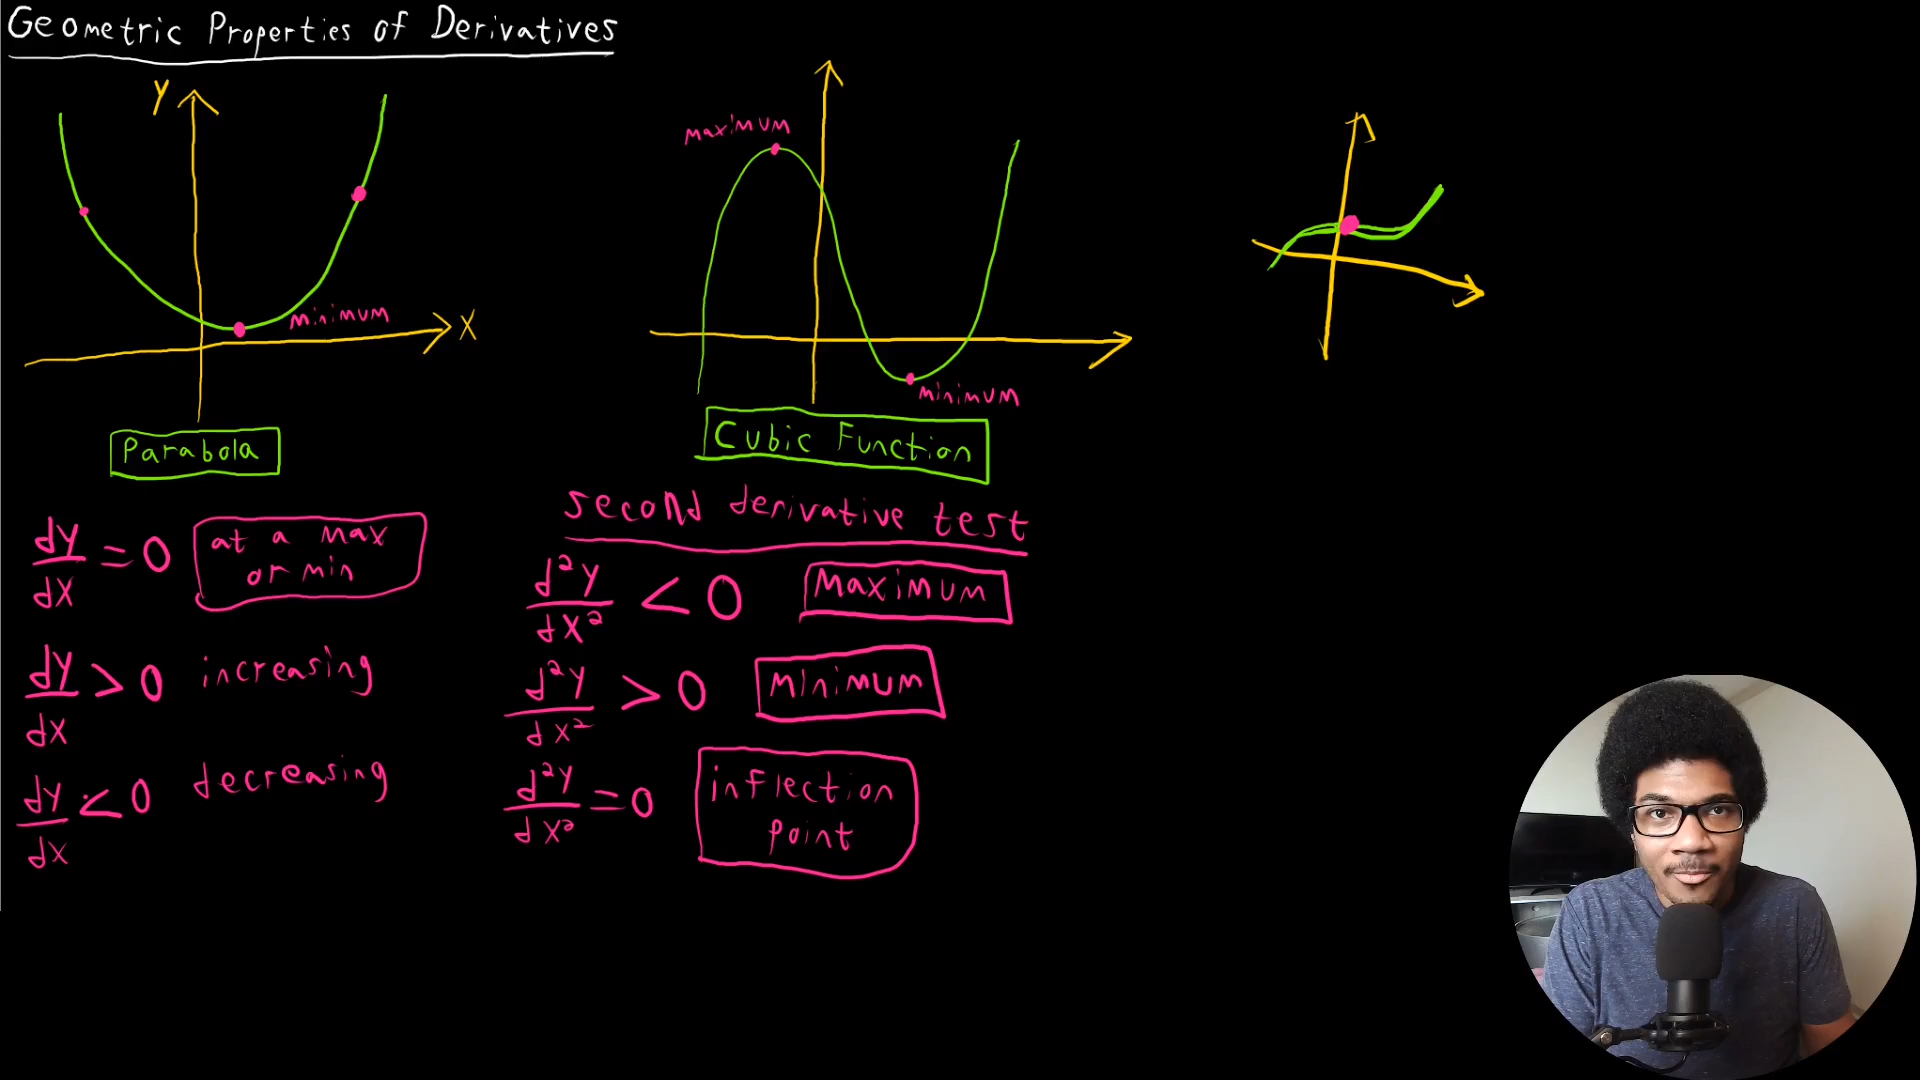 Geometric Properties of Derivatives
Y
X
minimum
Parabola
maximum
minimum
Cubic Function
dy/dx = 0 at a max
or min
dy/dx > 0 increasing
dy/dx < 0 decreasing
second derivative test
d²y/dx² < 0 Maximum
d²y/dx² > 0 Minimum
d²y/dx² = 0 inflection
point